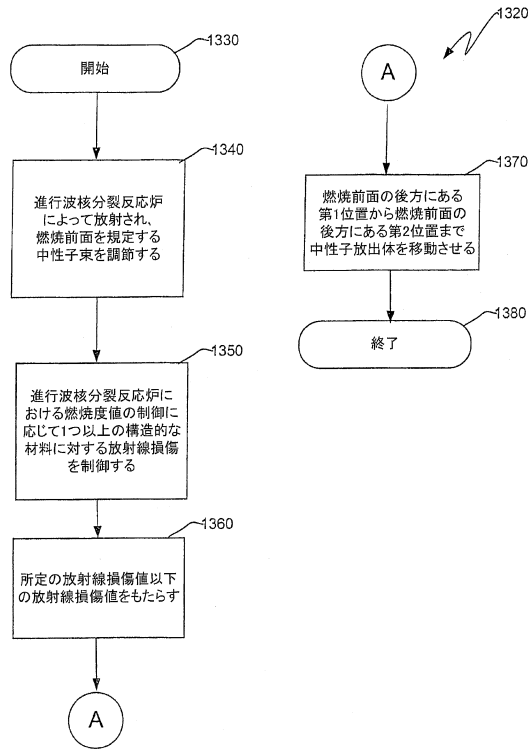 1330
開始
1340
進行波核分裂反応炉
によって放射され、
燃焼前面を規定する
中性子束を調節する
1350
進行波核分裂反応炉に
おける燃焼度値の制御に
応じて1つ以上の構造的な
材料に対する放射線損傷
を制御する
1360
所定の放射線損傷値以下
の放射線損傷値をもたらす
A
1320
A
1370
燃焼前面の後方にある
第1位置から燃焼前面の
後方にある第2位置まで
中性子放出体を移動させる
1380
終了